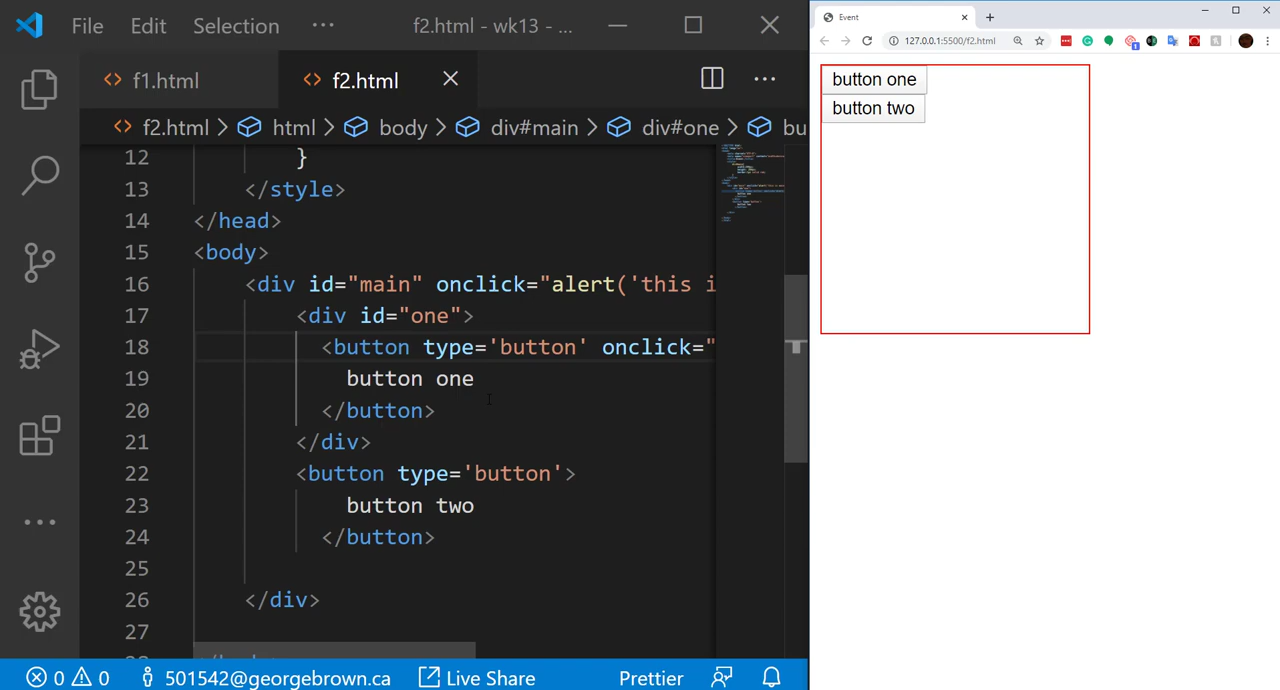 File Edit Selection ··· f2.html - wk13 - ...
f1.html f2.html
f2.html > html > body > div#main > div#one > bu
12 }
13 </style>
14 </head>
15 <body>
16 <div id="main" onclick="alert('this i
17 <div id="one">
18 <button type='button' onclick="
19 button one
20 </button>
21 </div>
22 <button type='button'>
23 button two
24 </button>
25
26 </div>
27
0 0 501542@georgebrown.ca Live Share Prettier
Event
127.0.0.1:5500/f2.html
button one
button two